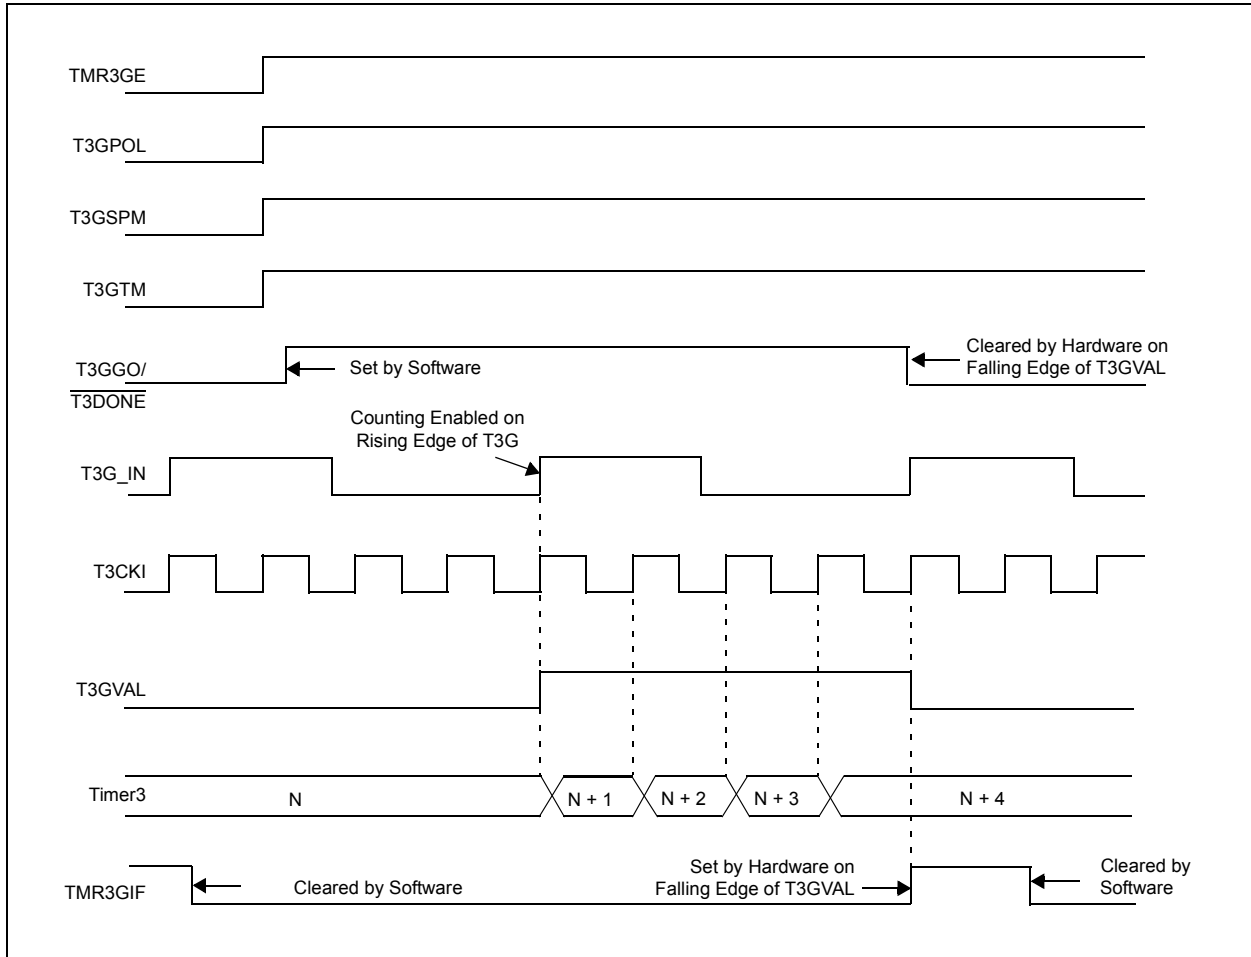 TMR3GE
T3GPOL
T3GSPM
T3GTM
T3GGO/
T3DONE
Set by Software
Cleared by Hardware on
Falling Edge of T3GVAL
Counting Enabled on
Rising Edge of T3G
T3G_IN
T3CKI
T3GVAL
Timer3
N
N + 1
N + 2
N + 3
N + 4
TMR3GIF
Cleared by Software
Set by Hardware on
Falling Edge of T3GVAL
Cleared by
Software